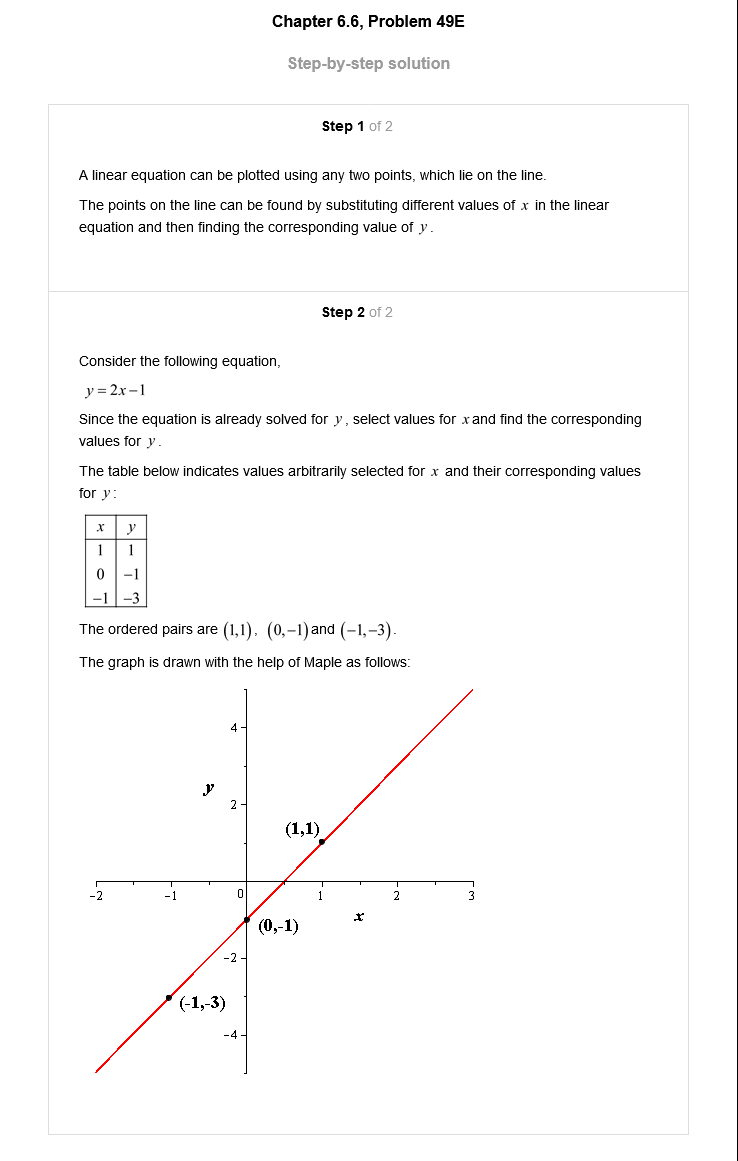 Chapter 6.6, Problem 49E
Step-by-step solution
Step 1 of 2
A linear equation can be plotted using any two points, which lie on the line.
The points on the line can be found by substituting different values of x in the linear
equation and then finding the corresponding value of y .
Step 2 of 2
Consider the following equation,
y = 2x−1
Since the equation is already solved for y , select values for x and find the corresponding
values for y .
The table below indicates values arbitrarily selected for x and their corresponding values
for y :
x y
1 1
0 −1
−1 −3
The ordered pairs are (1,1), (0,−1) and (−1,−3).
The graph is drawn with the help of Maple as follows:
4
y
2
(1,1)
-2 -1 0 1 2 3
x
(0,-1)
-2
(-1,-3)
-4